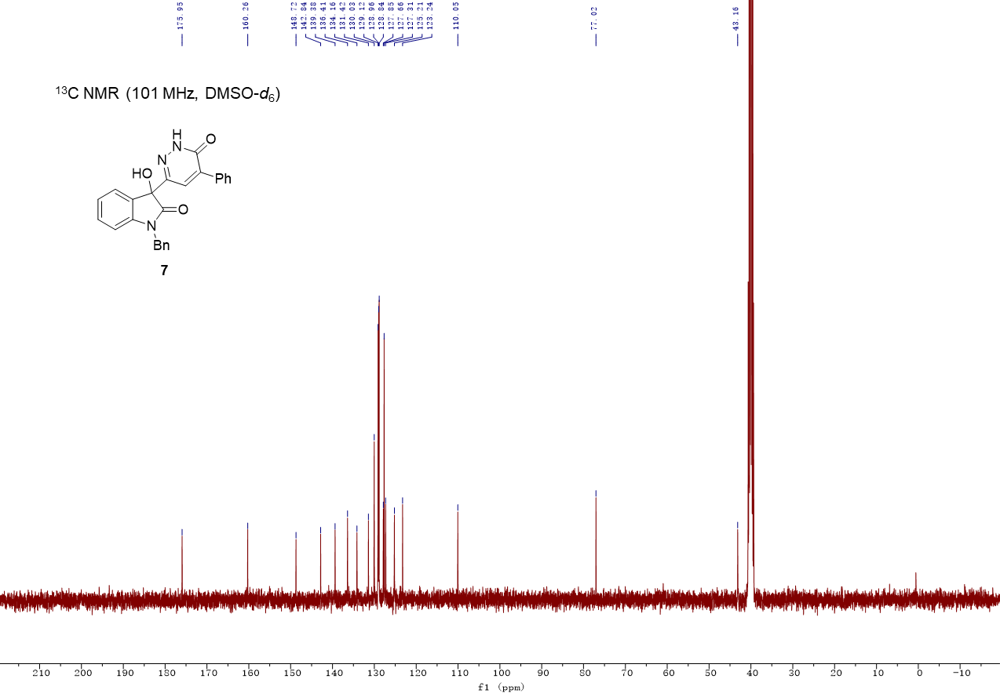 175.95
160.26
148.72
142.84
139.38
136.41
134.16
131.42
130.03
129.12
128.96
128.84
127.85
127.66
127.31
125.21
123.24
110.05
77.02
43.16
¹³C NMR (101 MHz, DMSO-d₆)
H
N
O
N
HO
Ph
O
N
Bn
7
210 200 190 180 170 160 150 140 130 120 110 100 90 80 70 60 50 40 30 20 10 0 -10
f1 (ppm)